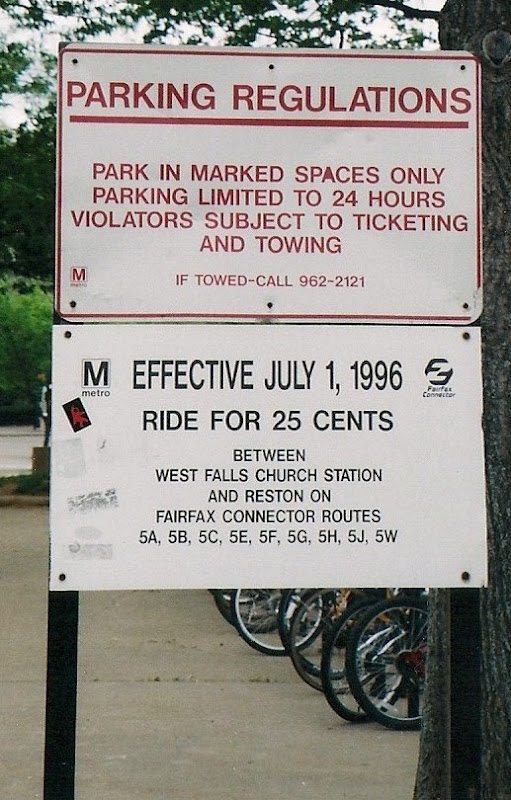 PARKING REGULATIONS
PARK IN MARKED SPACES ONLY
PARKING LIMITED TO 24 HOURS
VIOLATORS SUBJECT TO TICKETING
AND TOWING
M
metro
IF TOWED-CALL 962-2121
M
metro
EFFECTIVE JULY 1, 1996
Fairfax
Connector
RIDE FOR 25 CENTS
BETWEEN
WEST FALLS CHURCH STATION
AND RESTON ON
FAIRFAX CONNECTOR ROUTES
5A, 5B, 5C, 5E, 5F, 5G, 5H, 5J, 5W